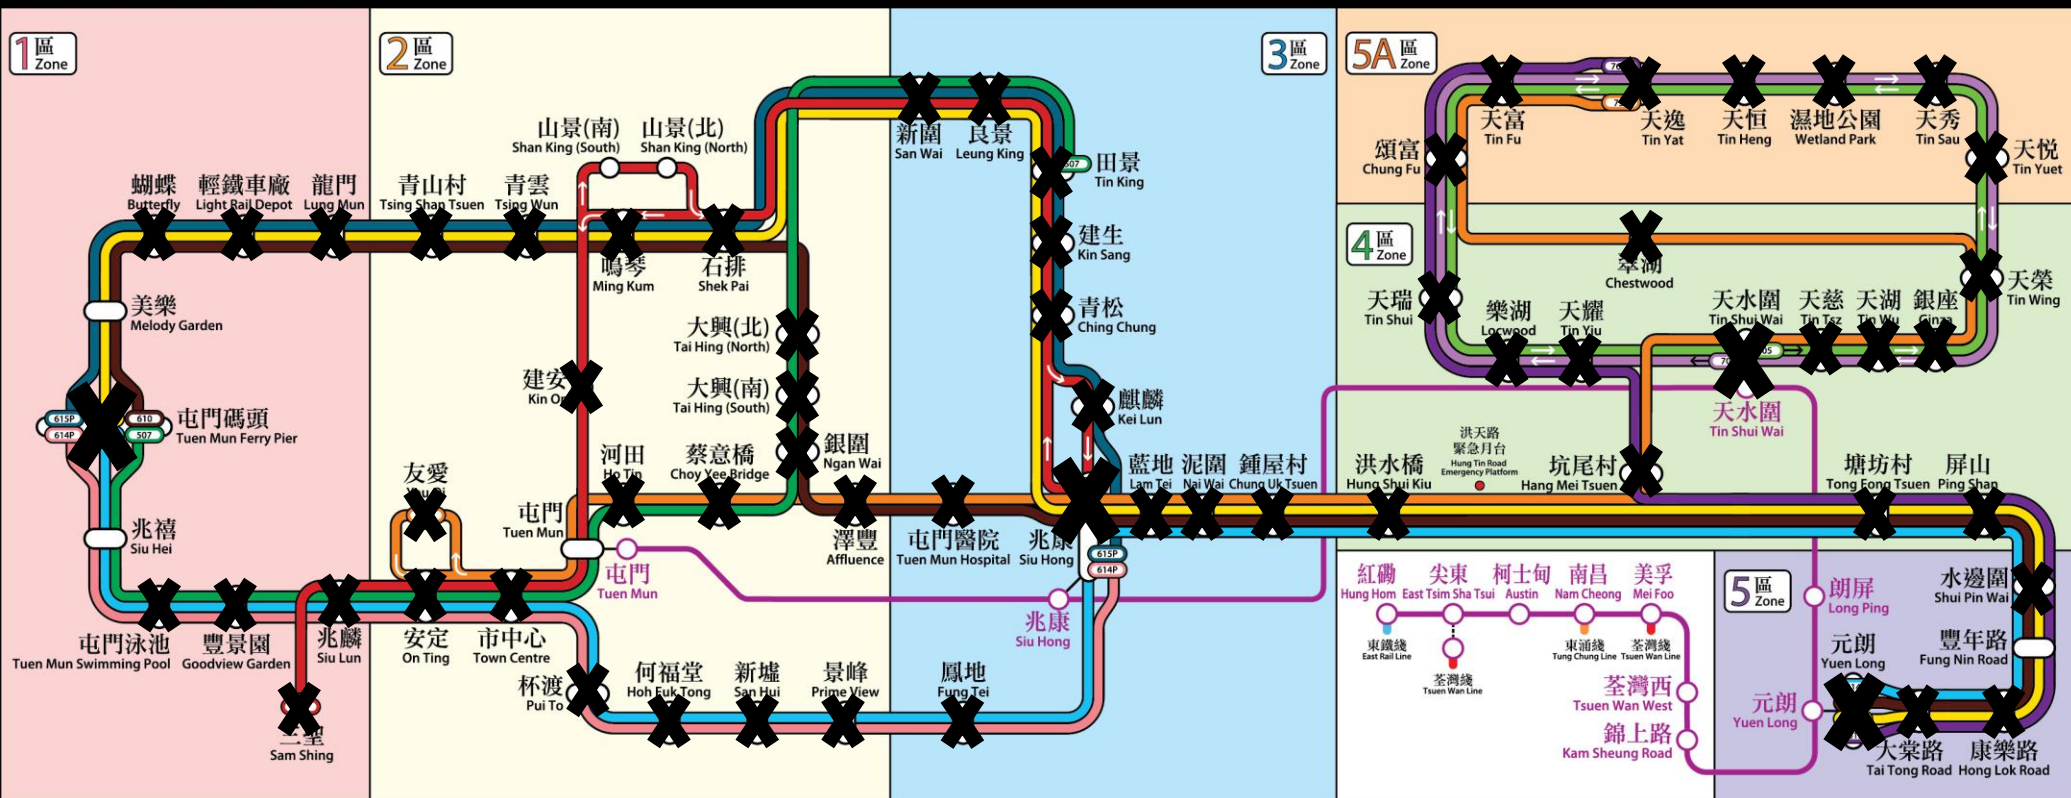 1 區
Zone
2 區
Zone
3 區
Zone
5A 區
Zone
4 區
Zone
5 區
Zone
蝴蝶
Butterfly
輕鐵車廠
Light Rail Depot
龍門
Lung Mun
青山村
Tsing Shan Tsuen
青雲
Tsing Wun
山景(南)
Shan King (South)
山景(北)
Shan King (North)
鳴琴
Ming Kum
石排
Shek Pai
新圍
San Wai
良景
Leung King
507
田景
Tin King
建生
Kin Sang
青松
Ching Chung
麒麟
Kei Lun
美樂
Melody Garden
615P
614P
610
507
屯門碼頭
Tuen Mun Ferry Pier
兆禧
Siu Hei
屯門泳池
Tuen Mun Swimming Pool
豐景園
Goodview Garden
兆麟
Siu Lun
三聖
Sam Shing
友愛
安定
On Ting
市中心
Town Centre
屯門
Tuen Mun
屯門
Tuen Mun
建安
Kin On
河田
Ho Tin
蔡意橋
Choy Yee Bridge
大興(北)
Tai Hing (North)
大興(南)
Tai Hing (South)
銀圍
Ngan Wai
澤豐
Affluence
屯門醫院
Tuen Mun Hospital
兆康
Siu Hong
615P
614P
兆康
Siu Hong
杯渡
Pui To
何福堂
Hoh Fuk Tong
新墟
San Hui
景峰
Prime View
鳳地
Fung Tei
藍地
Lam Tei
泥圍
Nai Wai
鍾屋村
Chung Uk Tsuen
洪水橋
Hung Shui Kiu
洪天路
緊急月台
Hung Tin Road
Emergency Platform
坑尾村
Hang Mei Tsuen
塘坊村
Tong Fong Tsuen
屏山
Ping Shan
天富
Tin Fu
天逸
Tin Yat
天恒
Tin Heng
濕地公園
Wetland Park
天秀
Tin Sau
天悅
Tin Yuet
頌富
Chung Fu
翠湖
Chestwood
天榮
Tin Wing
天瑞
Tin Shui
樂湖
Locwood
天耀
Tin Yiu
天水圍
Tin Shui Wai
天慈
Tin Tsz
天湖
Tin Wu
銀座
Ginza
天水圍
Tin Shui Wai
水邊圍
Shui Pin Wai
豐年路
Fung Nin Road
康樂路
Hong Lok Road
大棠路
Tai Tong Road
元朗
Yuen Long
朗屏
Long Ping
元朗
Yuen Long
紅磡
Hung Hom
尖東
East Tsim Sha Tsui
柯士甸
Austin
南昌
Nam Cheong
美孚
Mei Foo
東鐵綫
East Rail Line
東涌綫
Tung Chung Line
荃灣綫
Tsuen Wan Line
荃灣綫
Tsuen Wan Line
荃灣西
Tsuen Wan West
錦上路
Kam Sheung Road